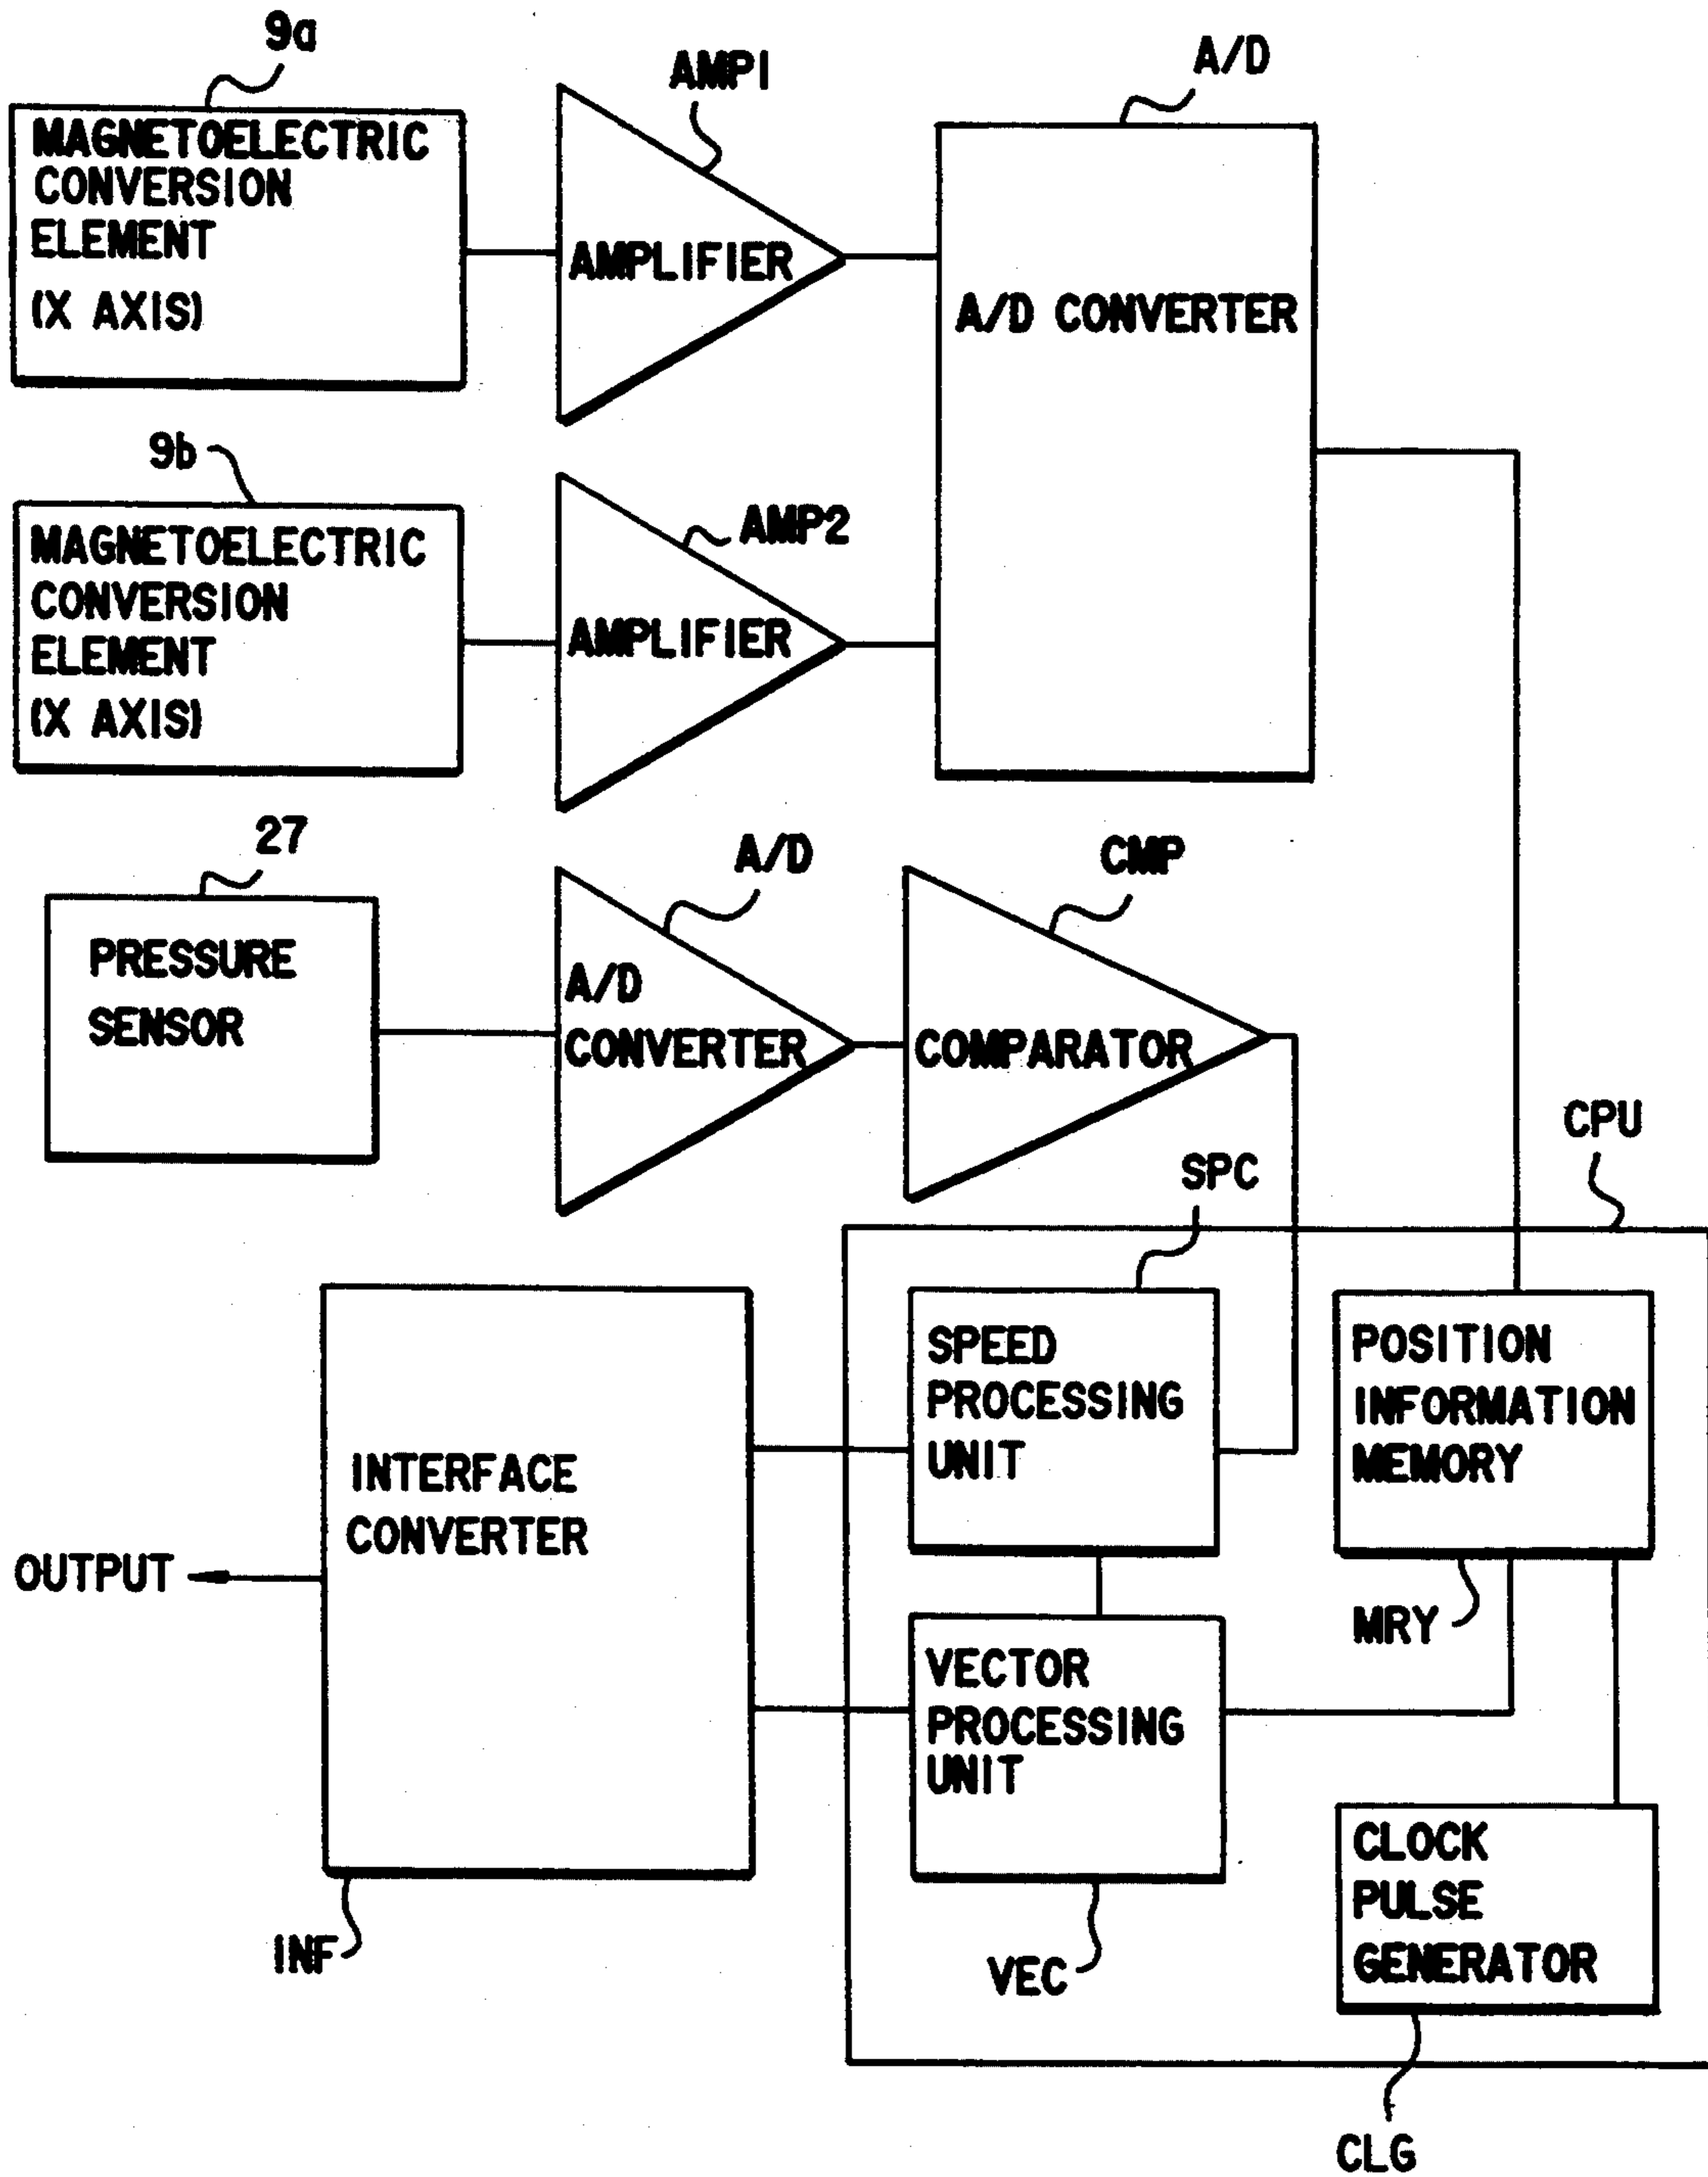 9a
AMP1
A/D
MAGNETOELECTRIC
CONVERSION
ELEMENT
(X AXIS)
AMPLIFIER
A/D CONVERTER
9b
AMP2
MAGNETOELECTRIC
CONVERSION
ELEMENT
(X AXIS)
AMPLIFIER
27
A/D
CMP
PRESSURE
SENSOR
A/D
CONVERTER
COMPARATOR
CPU
SPC
SPEED
PROCESSING
UNIT
POSITION
INFORMATION
MEMORY
INTERFACE
CONVERTER
OUTPUT
MRY
VECTOR
PROCESSING
UNIT
CLOCK
PULSE
GENERATOR
INF
VEC
CLG